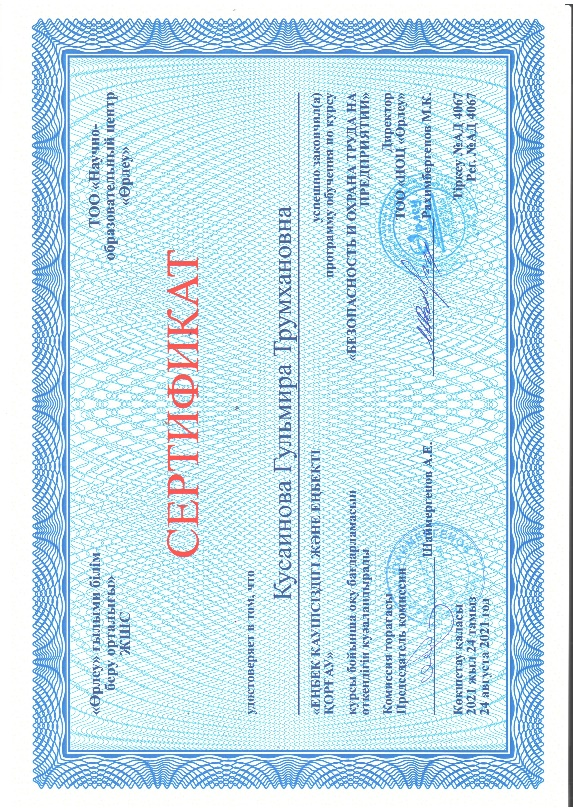 «Өрлеу» ғылыми білім
беру орталығы»
ЖШС
ТОО «Научно-
образовательный центр
«Өрлеу»
СЕРТИФИКАТ
удостоверяет в том, что
Кусаинова Гульмира Трумхановна
«ЕҢБЕК ҚАУІПСІЗДІГІ ЖӘНЕ ЕҢБЕКТІ
ҚОРҒАУ»
курсы бойынша оқу бағдарламасын
өткендігін куәландырады
успешно закончил(а)
программу обучения по курсу
«БЕЗОПАСНОСТЬ И ОХРАНА ТРУДА НА
ПРЕДПРИЯТИИ»
Комиссия төрағасы
Председатель комиссии
Шаймергенов А.Е.
Директор
ТОО «НОЦ «Өрлеу»
Рахимбергенов М.К.
Көкшетау қаласы
2021 жыл 24 тамыз
24 августа 2021 год
Тіркеу №АД 4067
Рег. №АД 4067